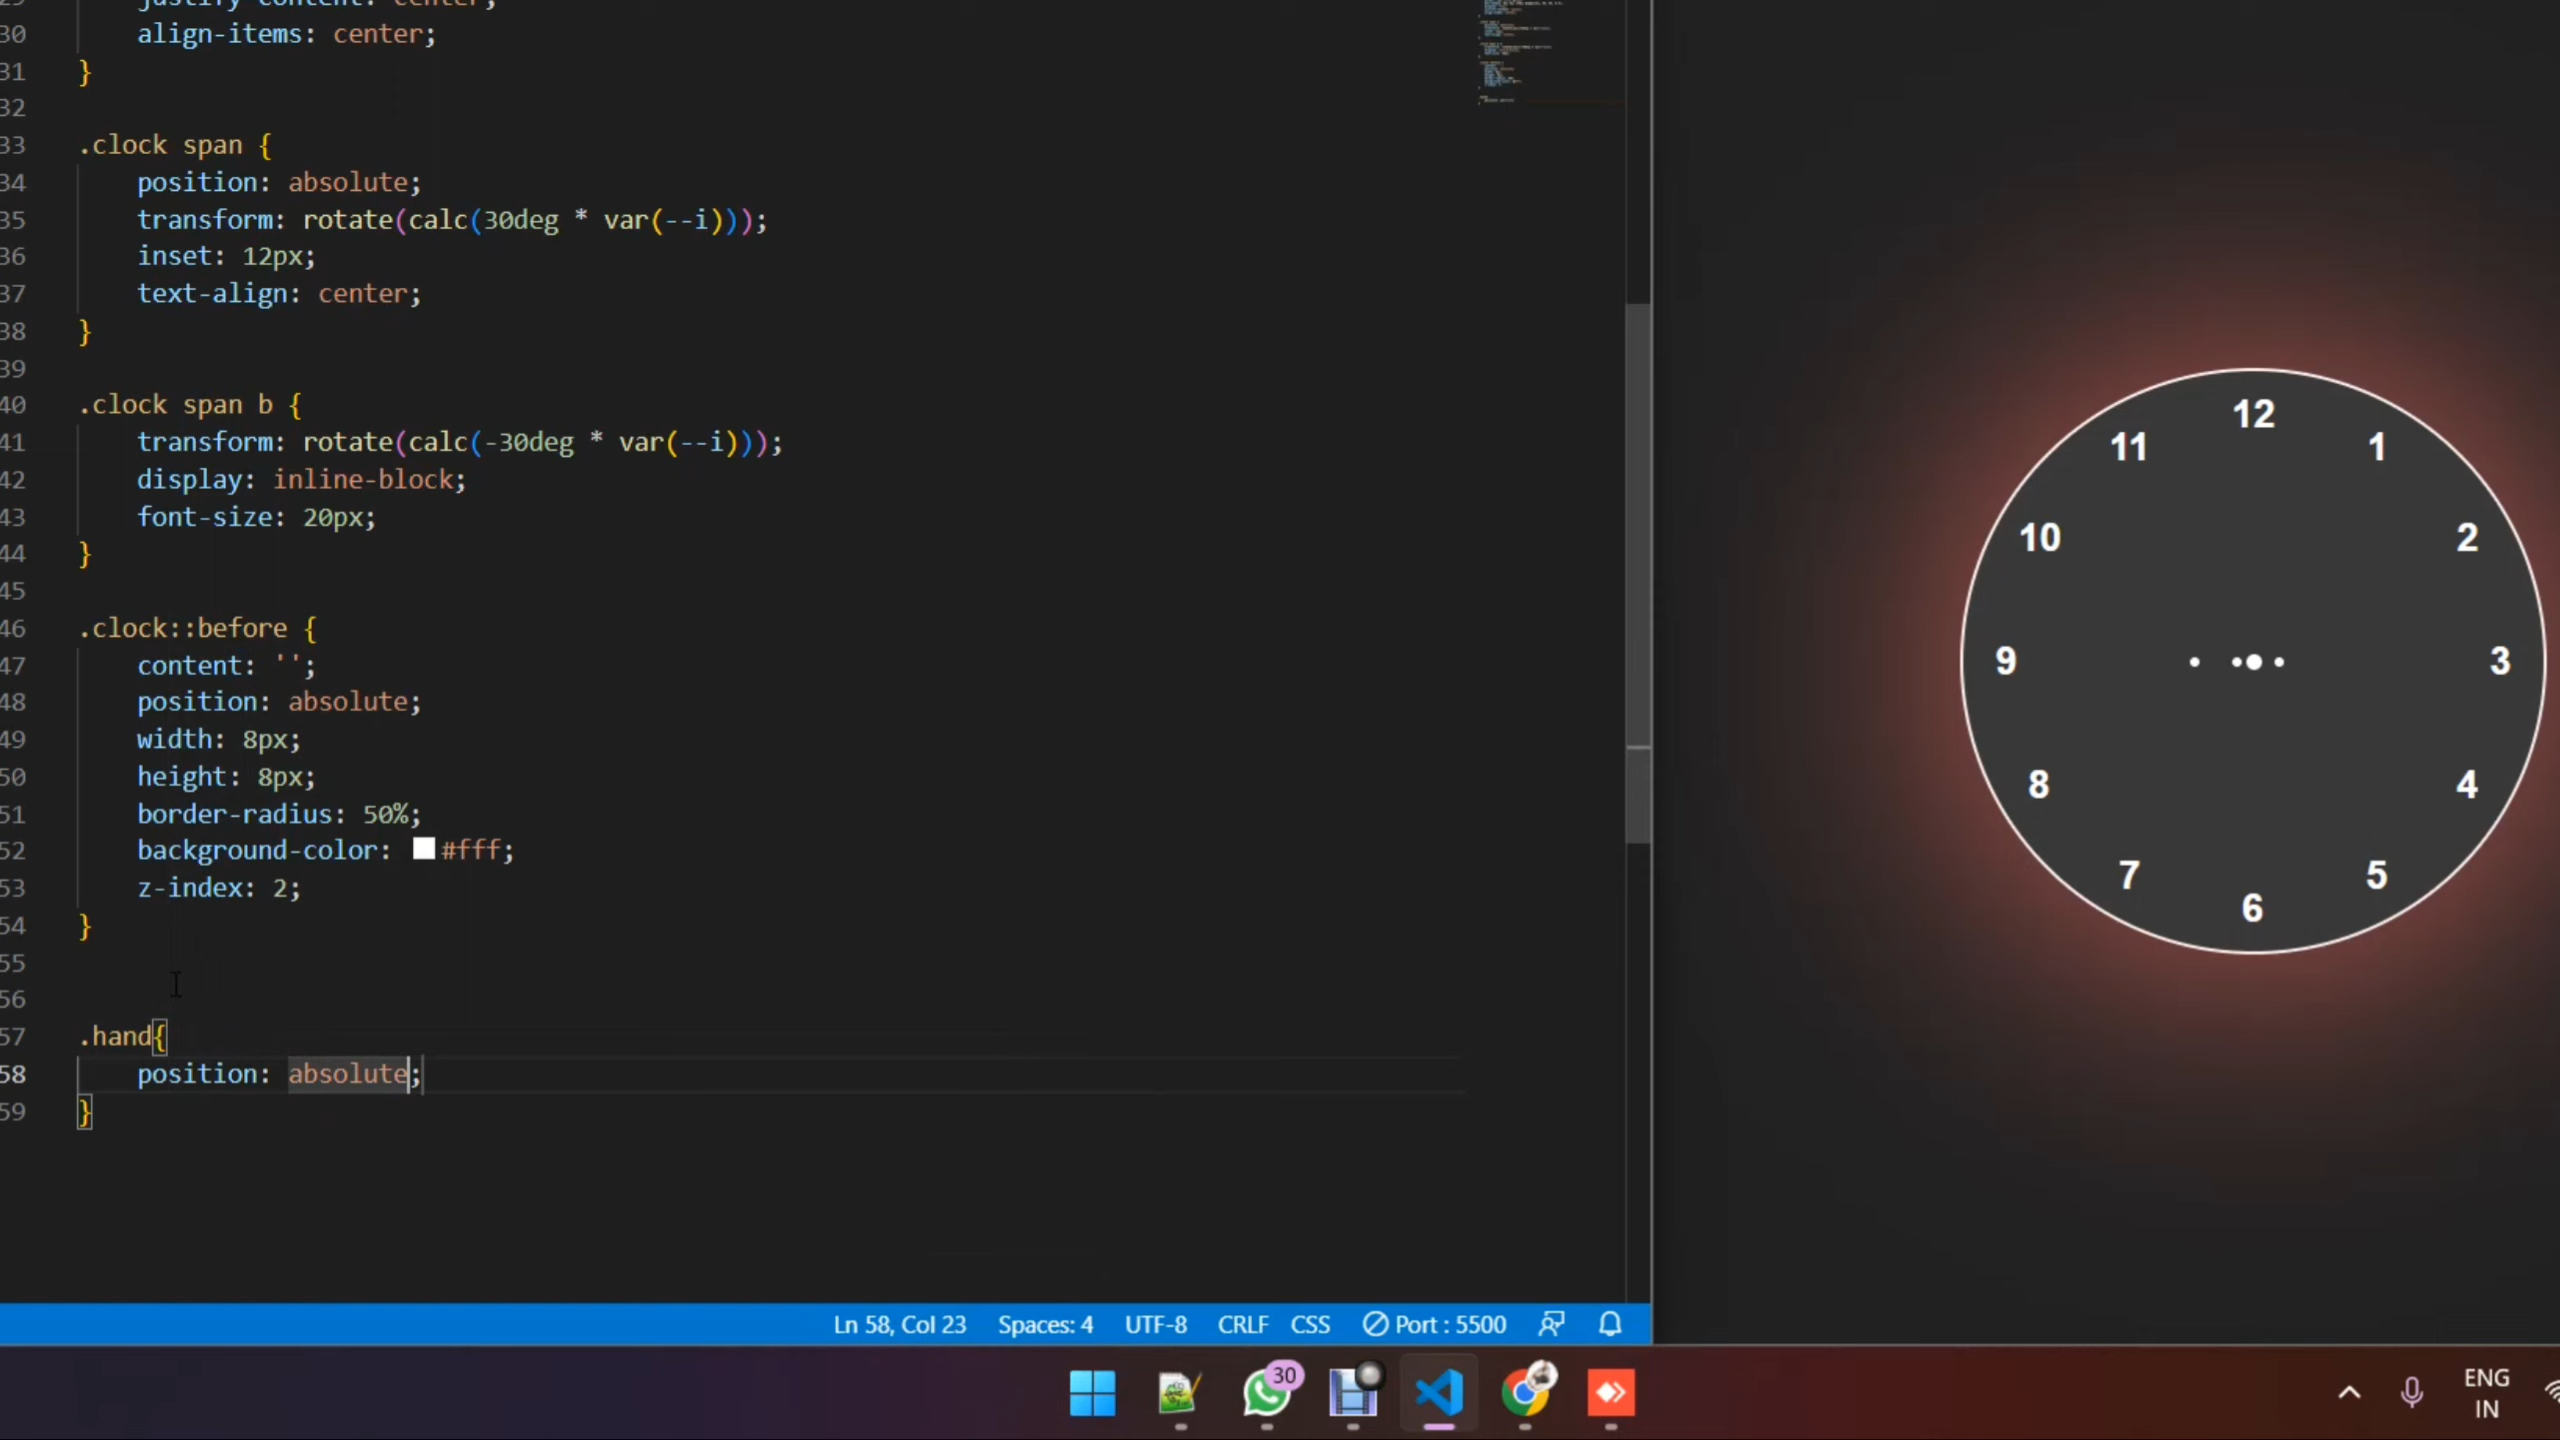 justify-content: center;
30 align-items: center;
31 }
32
33 .clock span {
34 position: absolute;
35 transform: rotate(calc(30deg * var(--i)));
36 inset: 12px;
37 text-align: center;
38 }
39
40 .clock span b {
41 transform: rotate(calc(-30deg * var(--i)));
42 display: inline-block;
43 font-size: 20px;
44 }
45
46 .clock::before {
47 content: '';
48 position: absolute;
49 width: 8px;
50 height: 8px;
51 border-radius: 50%;
52 background-color: #fff;
53 z-index: 2;
54 }
55
56
57 .hand{
58 position: absolute;
59 }
12
11 1
10 2
9 3
8 4
7 5
6
Ln 58, Col 23 Spaces: 4 UTF-8 CRLF CSS Port : 5500
30
ENG
IN